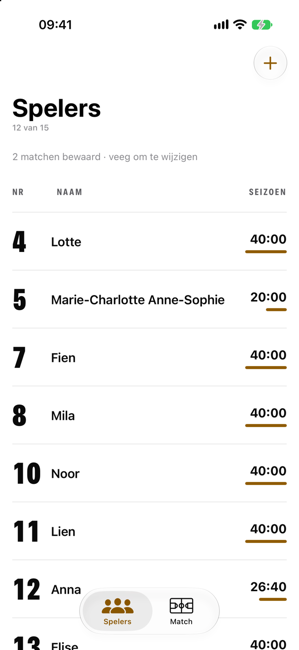 09:41
Spelers
12 van 15
2 matchen bewaard · veeg om te wijzigen
NR NAAM SEIZOEN
4 Lotte 40:00
5 Marie-Charlotte Anne-Sophie 20:00
7 Fien 40:00
8 Mila 40:00
10 Noor 40:00
11 Lien 40:00
12 Anna 26:40
Spelers Match
13 Elise 40:00